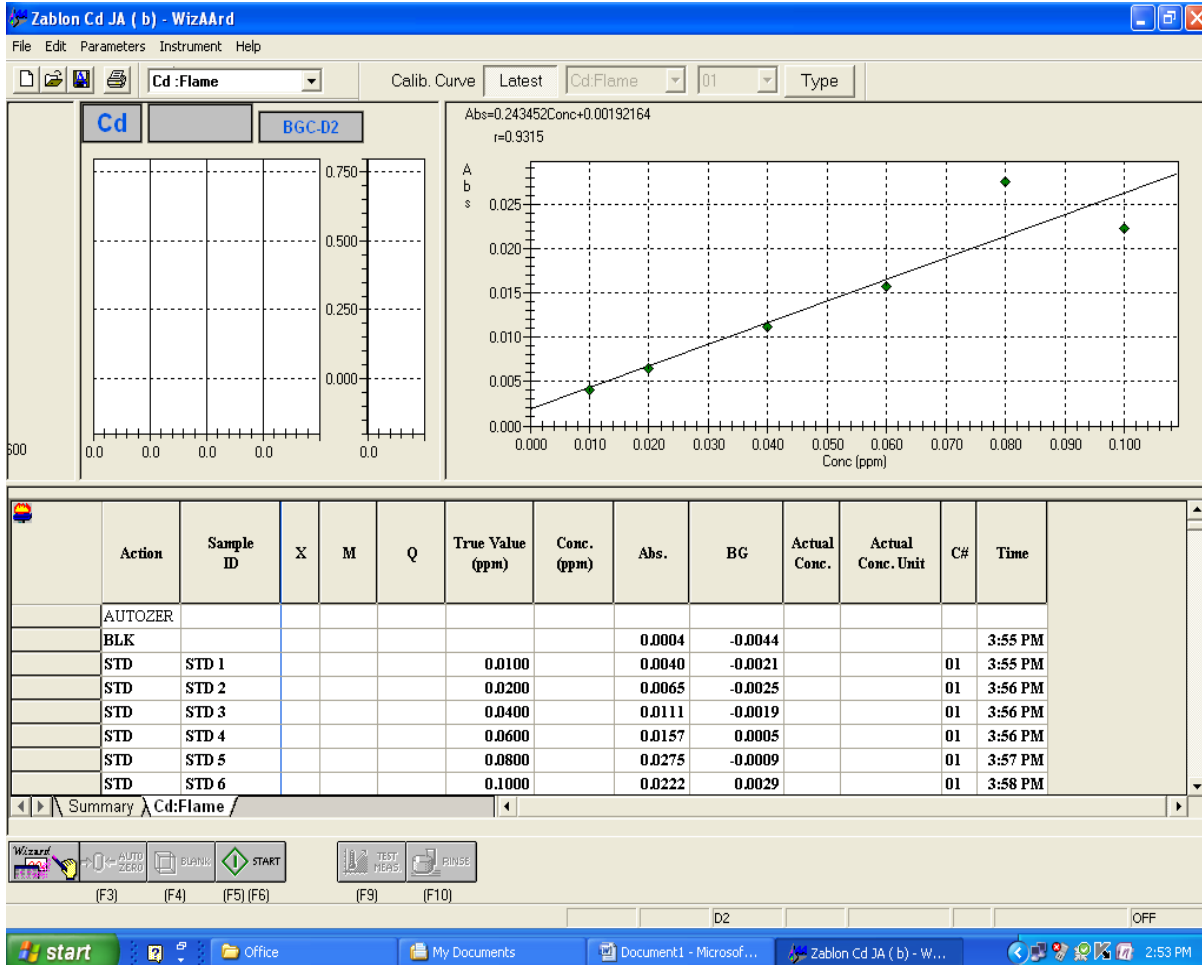 Zablon Cd JA ( b) - WizAArd
File Edit Parameters Instrument Help
Cd :Flame Calib. Curve Latest Cd:Flame 01 Type
Cd BGC-D2
0.750
0.500
0.250
0.000
600 0.0 0.0 0.0 0.0 0.0
Abs=0.243452Conc+0.00192164
r=0.9315
Abs
0.025
0.020
0.015
0.010
0.005
0.000
0.000 0.010 0.020 0.030 0.040 0.050 0.060 0.070 0.080 0.090 0.100
Conc (ppm)
Action Sample ID X M Q True Value (ppm) Conc. (ppm) Abs. BG Actual Conc. Actual Conc. Unit C# Time
AUTOZER
BLK 0.0004 -0.0044 3:55 PM
STD STD 1 0.0100 0.0040 -0.0021 01 3:55 PM
STD STD 2 0.0200 0.0065 -0.0025 01 3:56 PM
STD STD 3 0.0400 0.0111 -0.0019 01 3:56 PM
STD STD 4 0.0600 0.0157 0.0005 01 3:56 PM
STD STD 5 0.0800 0.0275 -0.0009 01 3:57 PM
STD STD 6 0.1000 0.0222 0.0029 01 3:58 PM
Summary Cd:Flame
Wizard AUTO ZERO BLANK START TEST MEAS. RINSE
(F3) (F4) (F5) (F6) (F9) (F10)
D2 OFF
start Office My Documents Document1 - Microsof... Zablon Cd JA ( b) - W... 2:53 PM